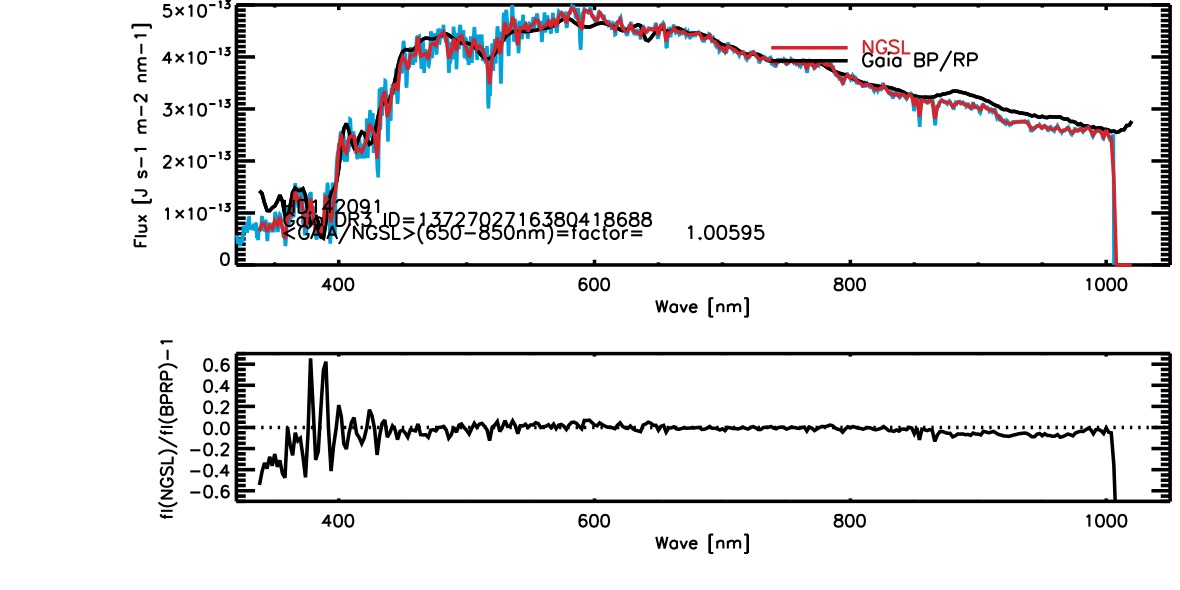 5×10−13
4×10−13
3×10−13
2×10−13
1×10−13
0
Flux [J s−1 m−2 nm−1]
NGSL
Gaia BP/RP
HD142091
Gaia DR3 ID=1372702716380418688
<GAIA/NGSL>(650−850nm)=factor= 1.00595
400 600 800 1000
Wave [nm]
fl(NGSL)/fl(BPRP)−1
0.6
0.4
0.2
0.0
−0.2
−0.4
−0.6
400 600 800 1000
Wave [nm]